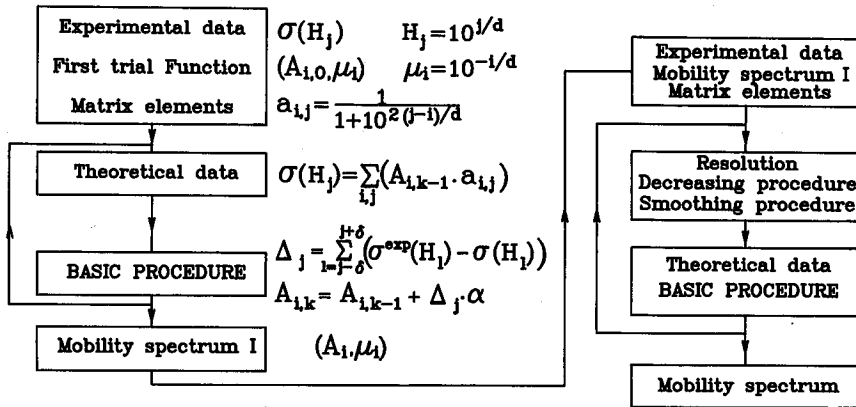 Experimental data σ(H_j) H_j=10^{j/d}
First trial Function (A_{i,0},μ_i) μ_i=10^{-i/d}
Matrix elements a_{i,j}=1/(1+10^{2(j-i)/d})
Theoretical data σ(H_j)=∑_{i,j}(A_{i,k-1}·a_{i,j})
BASIC PROCEDURE Δ_j=∑_{l=j-δ}^{j+δ}(σ^{exp}(H_l)-σ(H_l))
A_{i,k}=A_{i,k-1}+Δ_j·α
Mobility spectrum I (A_i,μ_i)
Experimental data
Mobility spectrum I
Matrix elements
Resolution
Decreasing procedure
Smoothing procedure
Theoretical data
BASIC PROCEDURE
Mobility spectrum